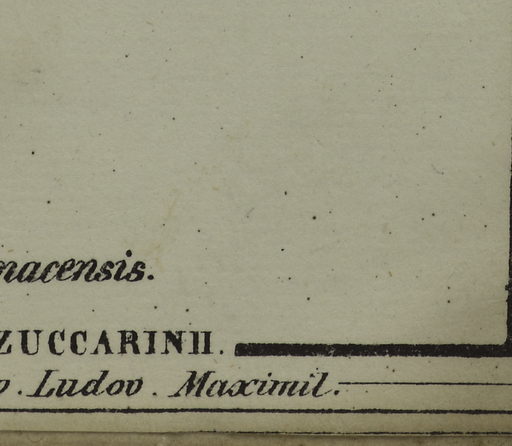 nacensis.
ZUCCARINII.
o. Ludov. Maximil.